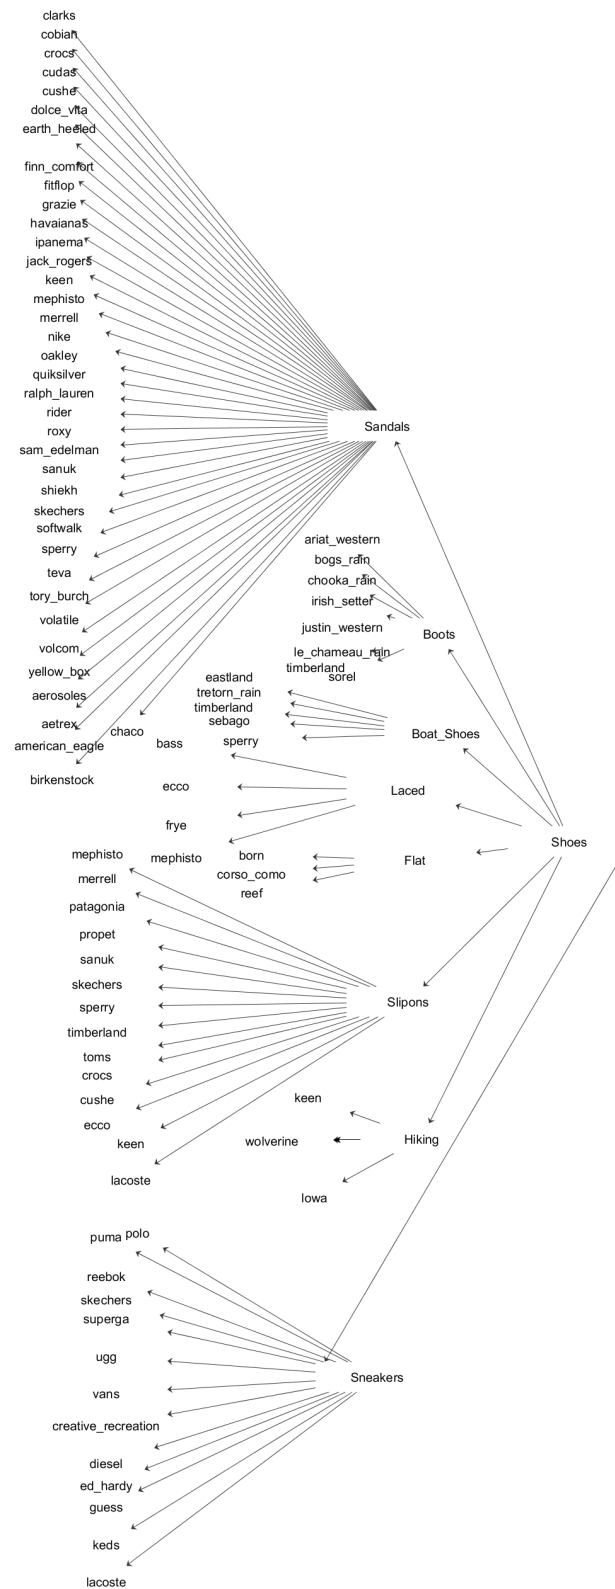 clarks
cobian
crocs
cudas
cushe
dolce_vita
earth_heeled
finn_comfort
fitflop
grazie
havaianas
ipanema
jack_rogers
keen
mephisto
merrell
nike
oakley
quiksilver
ralph_lauren
rider
roxy
sam_edelman
sanuk
shiekh
skechers
softwalk
sperry
teva
tory_burch
volatile
volcom
yellow_box
aerosoles
aetrex
american_eagle
birkenstock
chaco
Sandals
ariat_western
bogs_rain
chooka_rain
irish_setter
justin_western
le_chameau_rain
timberland
sorel
Boots
eastland
tretorn_rain
timberland
sebago
sperry
Boat_Shoes
bass
ecco
frye
mephisto
Laced
born
corso_como
reef
Flat
Shoes
mephisto
merrell
patagonia
propet
sanuk
skechers
sperry
timberland
toms
crocs
cushe
ecco
keen
lacoste
Slipons
keen
wolverine
lowa
Hiking
puma
polo
reebok
skechers
superga
ugg
vans
creative_recreation
diesel
ed_hardy
guess
keds
lacoste
Sneakers